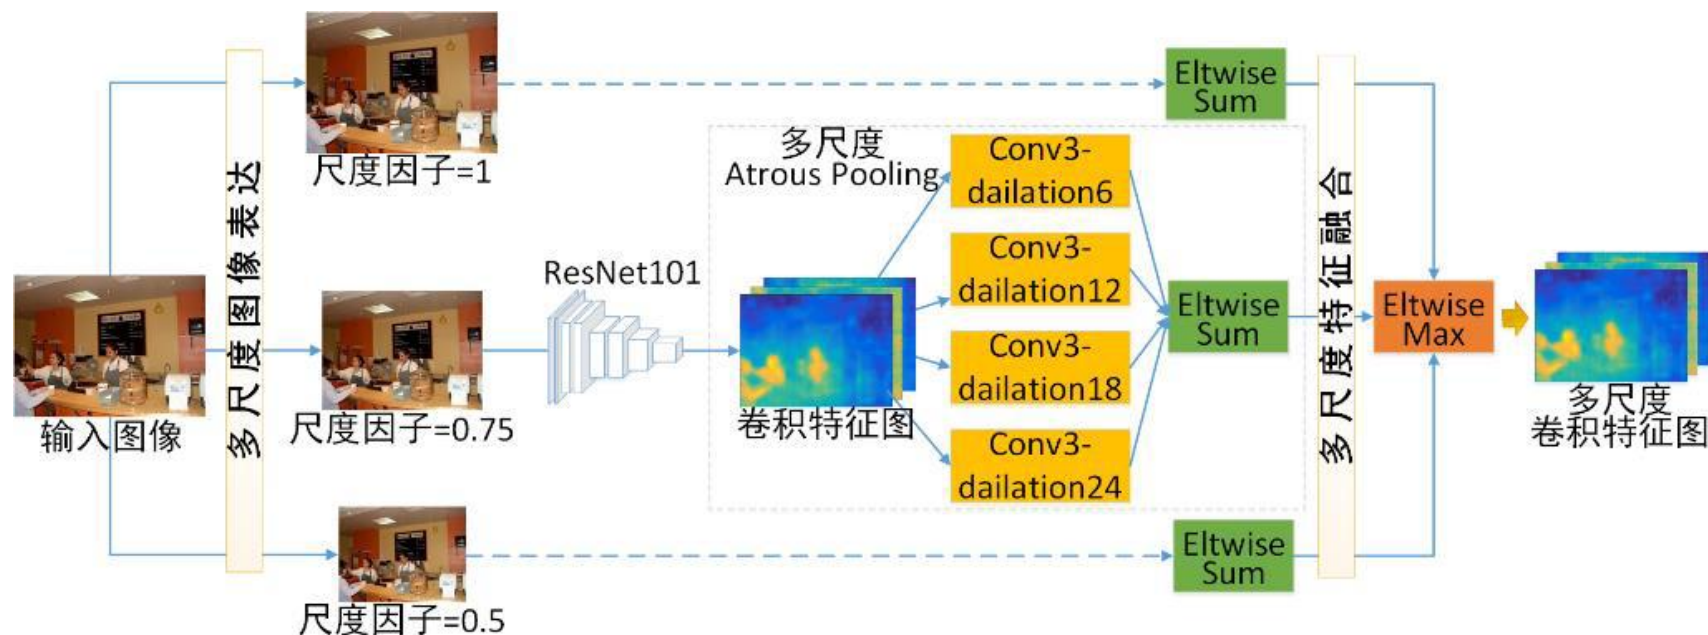 输入图像
多尺度图像表达
尺度因子=1
尺度因子=0.75
尺度因子=0.5
ResNet101
多尺度
Atrous Pooling
卷积特征图
Conv3-
dailation6
Conv3-
dailation12
Conv3-
dailation18
Conv3-
dailation24
Eltwise
Sum
Eltwise
Sum
Eltwise
Sum
多尺度特征融合
Eltwise
Max
多尺度
卷积特征图